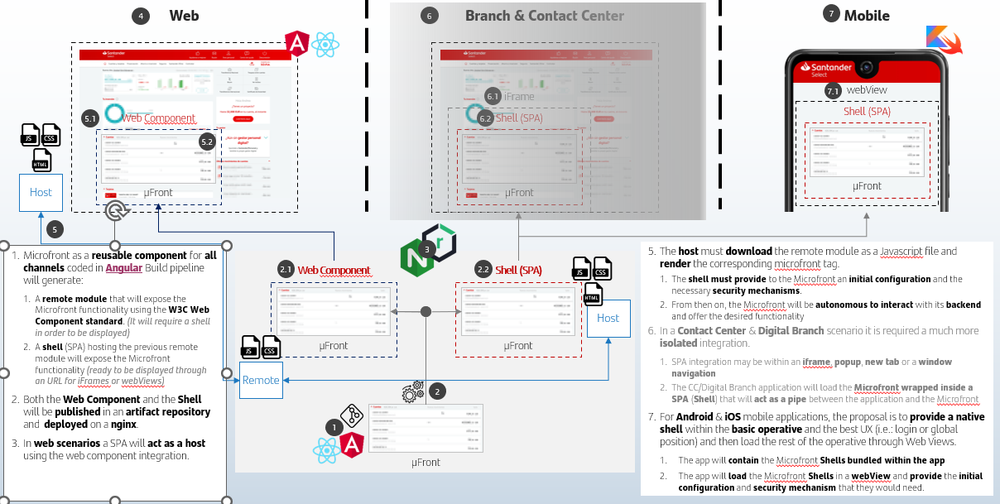 4 Web
6 Branch & Contact Center
7 Mobile
Santander
Select
7.1 webView
Shell (SPA)
µFront
6.1 iFrame
6.2 Shell (SPA)
µFront
5.1 Web Component
5.2
µFront
JS CSS
HTML
Host
5
3
2.1 Web Component
2.2 Shell (SPA)
JS CSS
HTML
Host
µFront
µFront
JS CSS
Remote
2
1
µFront
1. Microfront as a reusable component for all
channels coded in Angular Build pipeline
will generate:
1. A remote module that will expose the
Microfront functionality using the W3C Web
Component standard. (It will require a shell
in order to be displayed)
2. A shell (SPA) hosting the previous remote
module will expose the Microfront
functionality (ready to be displayed through
an URL for iFrames or webViews)
2. Both the Web Component and the Shell
will be published in an artifact repository
and deployed on a nginx.
3. In web scenarios a SPA will act as a host
using the web component integration.
5. The host must download the remote module as a Javascript file and
render the corresponding microfront tag.
1. The shell must provide to the Microfront an initial configuration and the
necessary security mechanisms.
2. From then on, the Microfront will be autonomous to interact with its backend
and offer the desired functionality
6. In a Contact Center & Digital Branch scenario it is required a much more
isolated integration.
1. SPA integration may be within an iframe, popup, new tab or a window
navigation
2. The CC/Digital Branch application will load the Microfront wrapped inside a
SPA (Shell) that will act as a pipe between the application and the Microfront
7. For Android & iOS mobile applications, the proposal is to provide a native
shell within the basic operative and the best UX (i.e.: login or global
position) and then load the rest of the operative through Web Views.
1. The app will contain the Microfront Shells bundled within the app
2. The app will load the Microfront Shells in a webView and provide the initial
configuration and security mechanism that they would need.